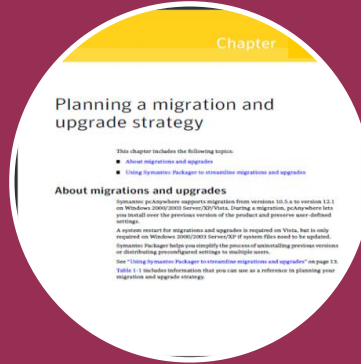 Chapter
Planning a migration and
upgrade strategy
This chapter includes the following topics:
■ About migrations and upgrades
■ Using Symantec Packager to streamline migrations and upgrades
About migrations and upgrades
Symantec pcAnywhere supports migration from versions 10.5.x to version 12.1
on Windows 2000/2003 Server/XP/Vista. During a migration, pcAnywhere lets
you install over the previous version of the product and preserve user-defined
settings.
A system restart for migrations and upgrades is required on Vista, but is only
required on Windows 2000/2003 Server/XP if system files need to be updated.
Symantec Packager helps you simplify the process of uninstalling previous versions
or distributing preconfigured settings to multiple users.
See "Using Symantec Packager to streamline migrations and upgrades" on page 13.
Table 1-1 includes information that you can use as a reference in planning your
migration and upgrade strategy.